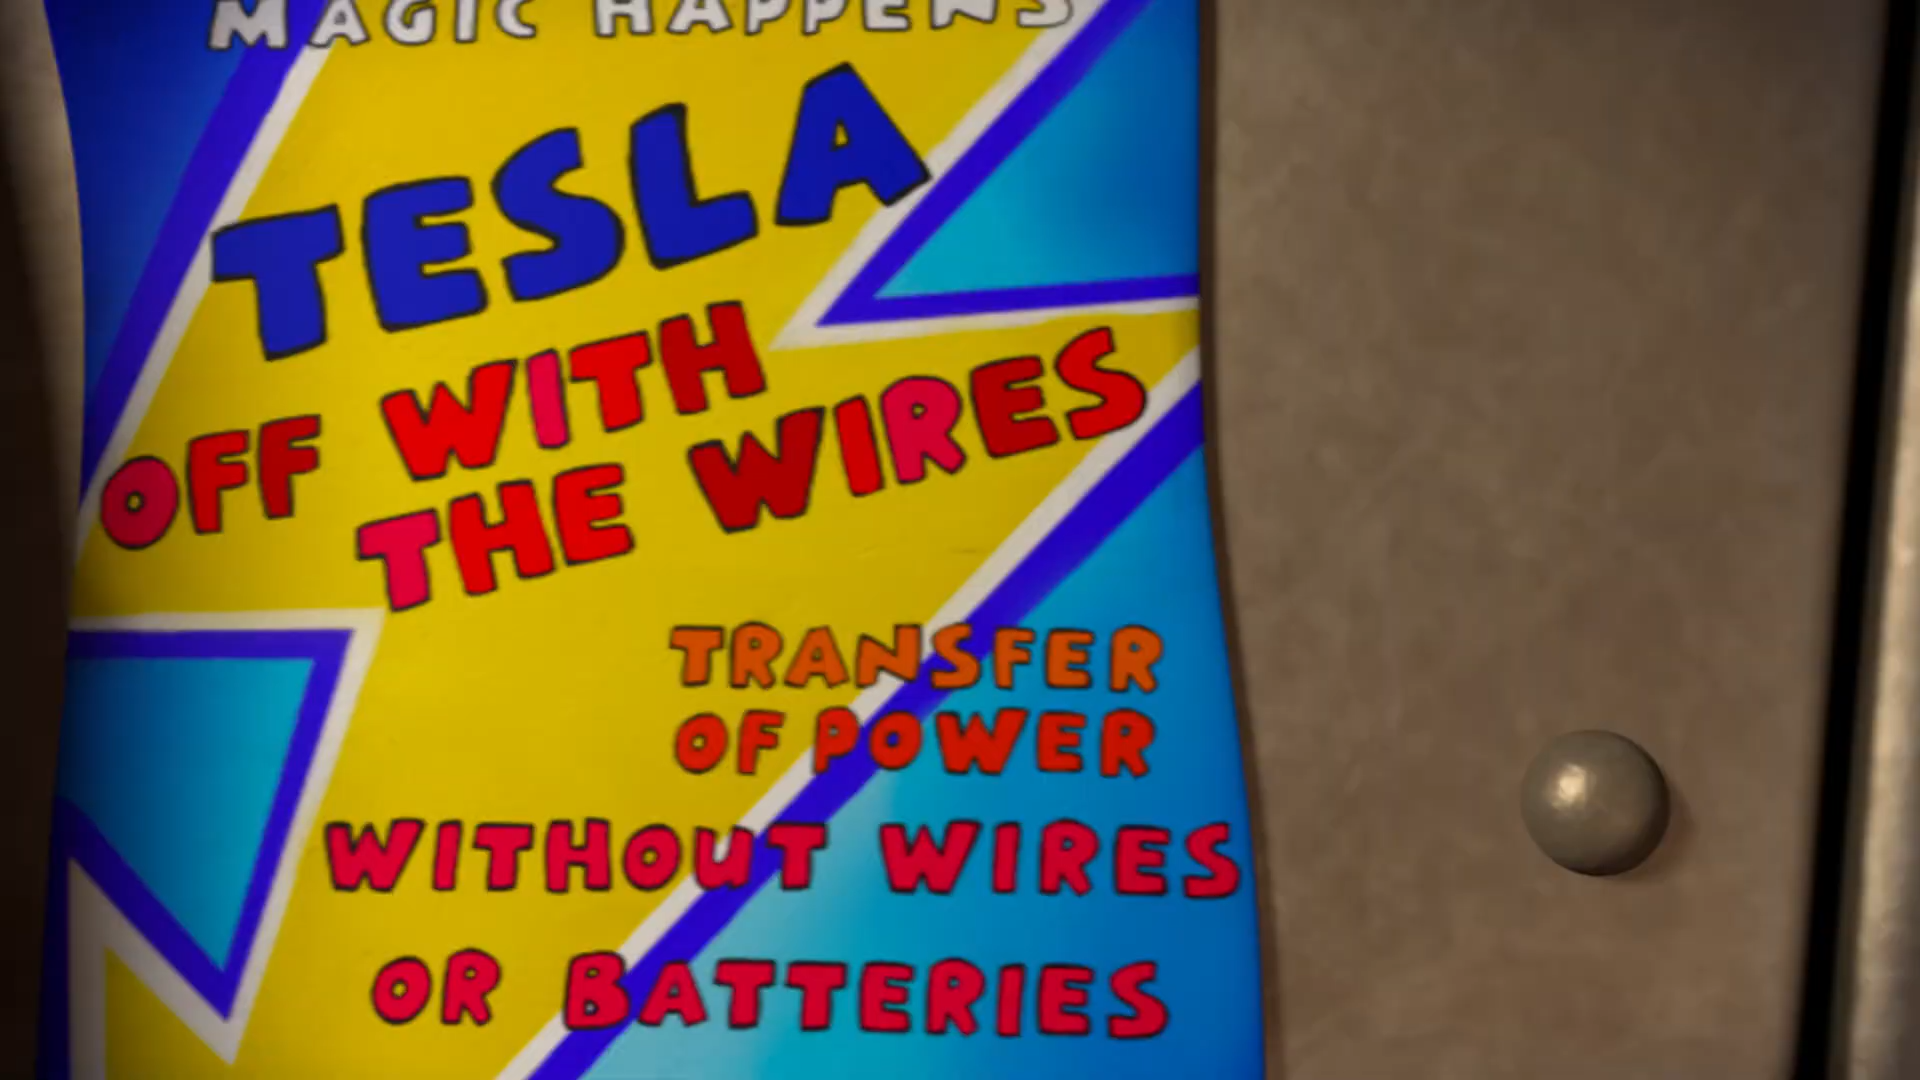 MAGIC HAPPENS
TESLA
OFF WITH
THE WIRES
TRANSFER
OF POWER
WITHOUT WIRES
OR BATTERIES